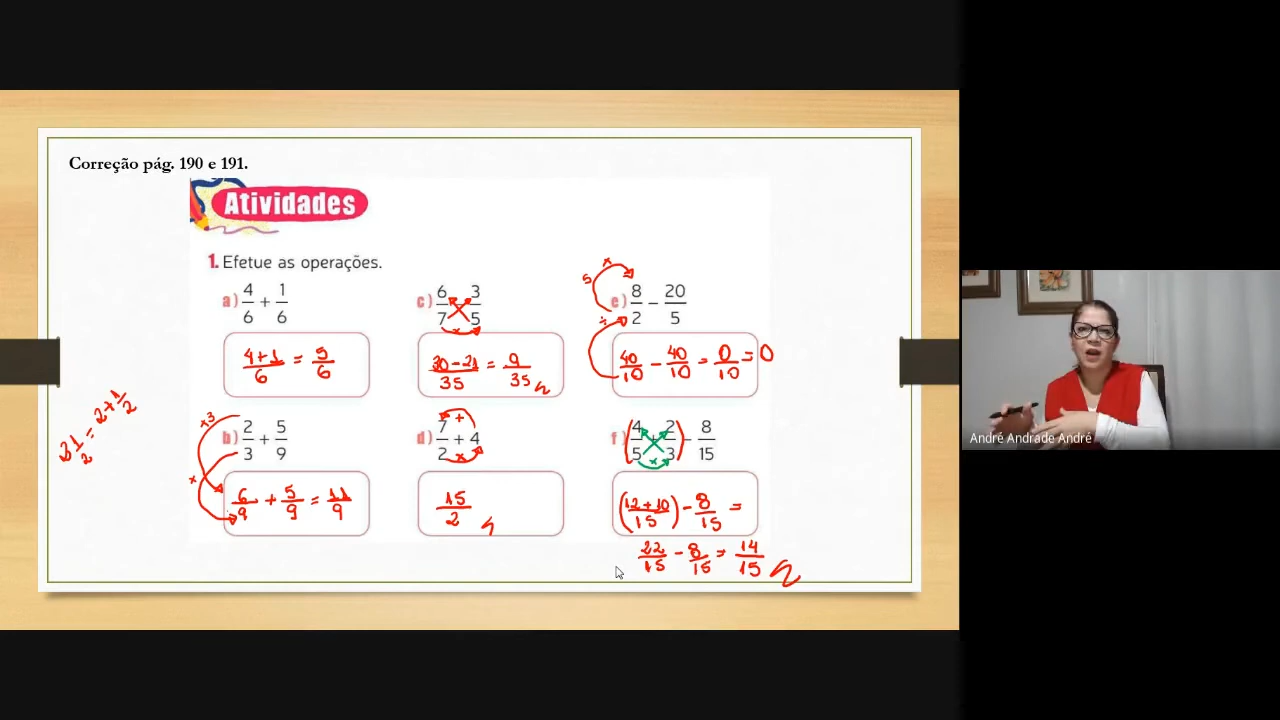 Correção pág. 190 e 191.
Atividades
1. Efetue as operações.
a) 4/6 + 1/6
4+1/6 = 5/6
b) 2/3 + 5/9
+3
x
6/9 + 5/9 = 11/9
c) 6/7 - 3/5
x
30-21/35 = 9/35
d) 7/2 + 4
+
x
15/2
e) 8/2 - 20/5
5 x
÷
40/10 - 40/10 = 0/10 = 0
f) (4/5 + 2/3) - 8/15
x
(12+10/15) - 8/15 =
22/15 - 8/15 = 14/15
= 2+1/2
André Andrade André